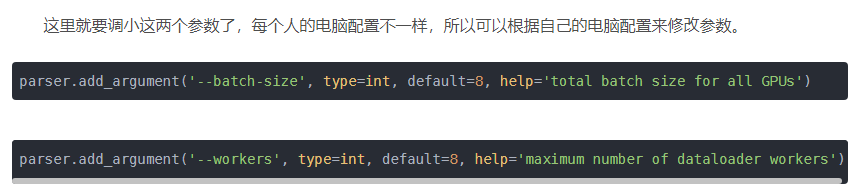 这里就要调小这两个参数了，每个人的电脑配置不一样，所以可以根据自己的电脑配置来修改参数。
parser.add_argument('--batch-size', type=int, default=8, help='total batch size for all GPUs')
parser.add_argument('--workers', type=int, default=8, help='maximum number of dataloader workers')